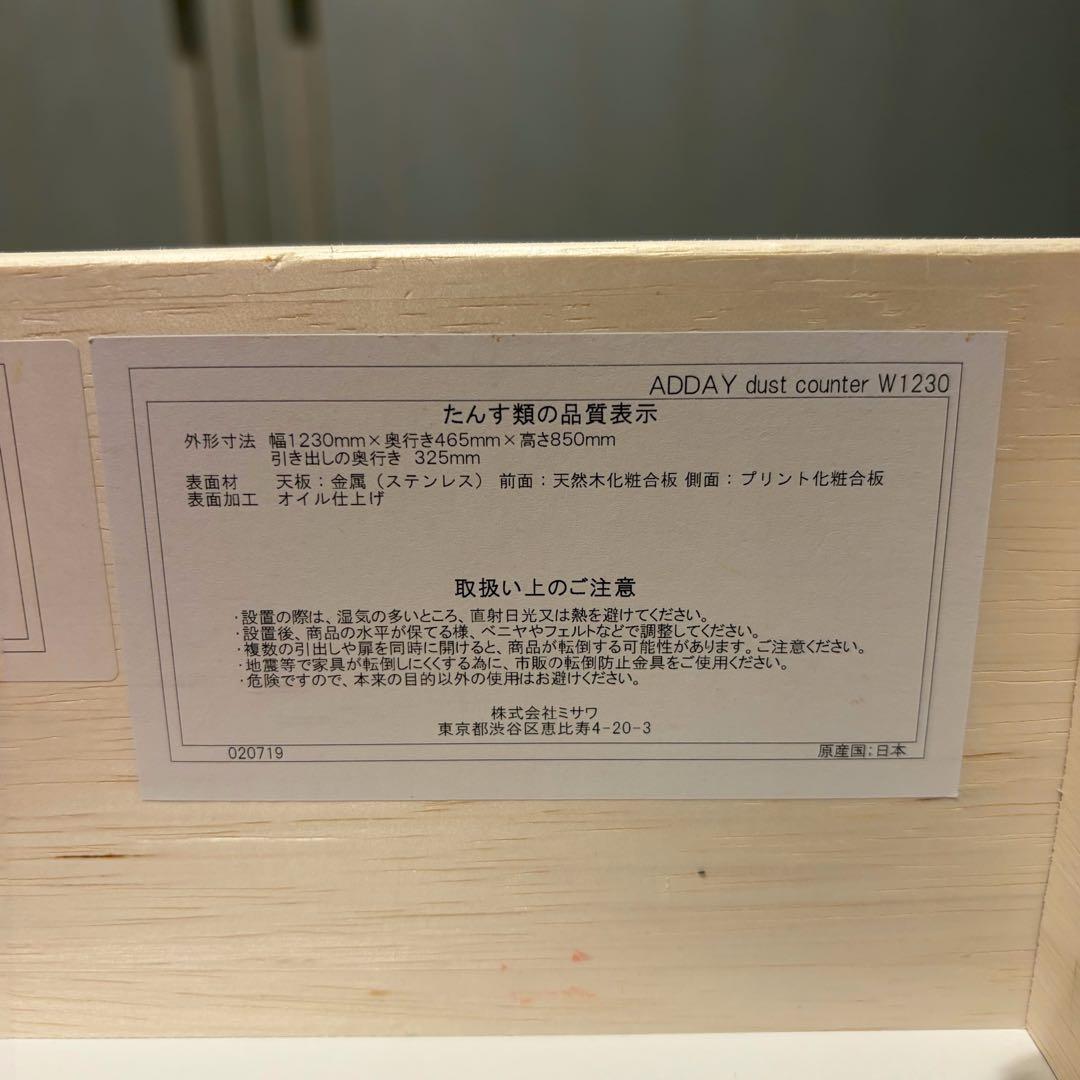 ADDAY dust counter W1230
たんす類の品質表示
外形寸法 幅1230mm×奥行き465mm×高さ850mm
引き出しの奥行き 325mm
表面材 天板：金属（ステンレス） 前面：天然木化粧合板 側面：プリント化粧合板
表面加工 オイル仕上げ
取扱い上のご注意
・設置の際は、湿気の多いところ、直射日光又は熱を避けてください。
・設置後、商品の水平が保てる様、ベニヤやフェルトなどで調整してください。
・複数の引出しや扉を同時に開けると、商品が転倒する可能性があります。ご注意ください。
・地震等で家具が転倒しにくくする為に、市販の転倒防止金具をご使用ください。
・危険ですので、本来の目的以外の使用はお避けください。
株式会社ミサワ
東京都渋谷区恵比寿4-20-3
020719 原産国：日本